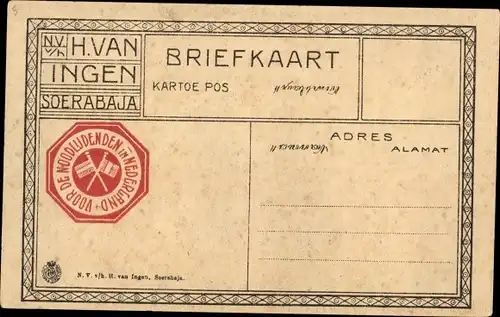 N.V. v/h H. VAN
INGEN
SOERABAJA
BRIEFKAART
KARTOE POS
ADRES
ALAMAT
VOOR DE NOODLIJDENDEN IN NEDERLAND
N. V. v/h. H. van Ingen, Soerabaja.